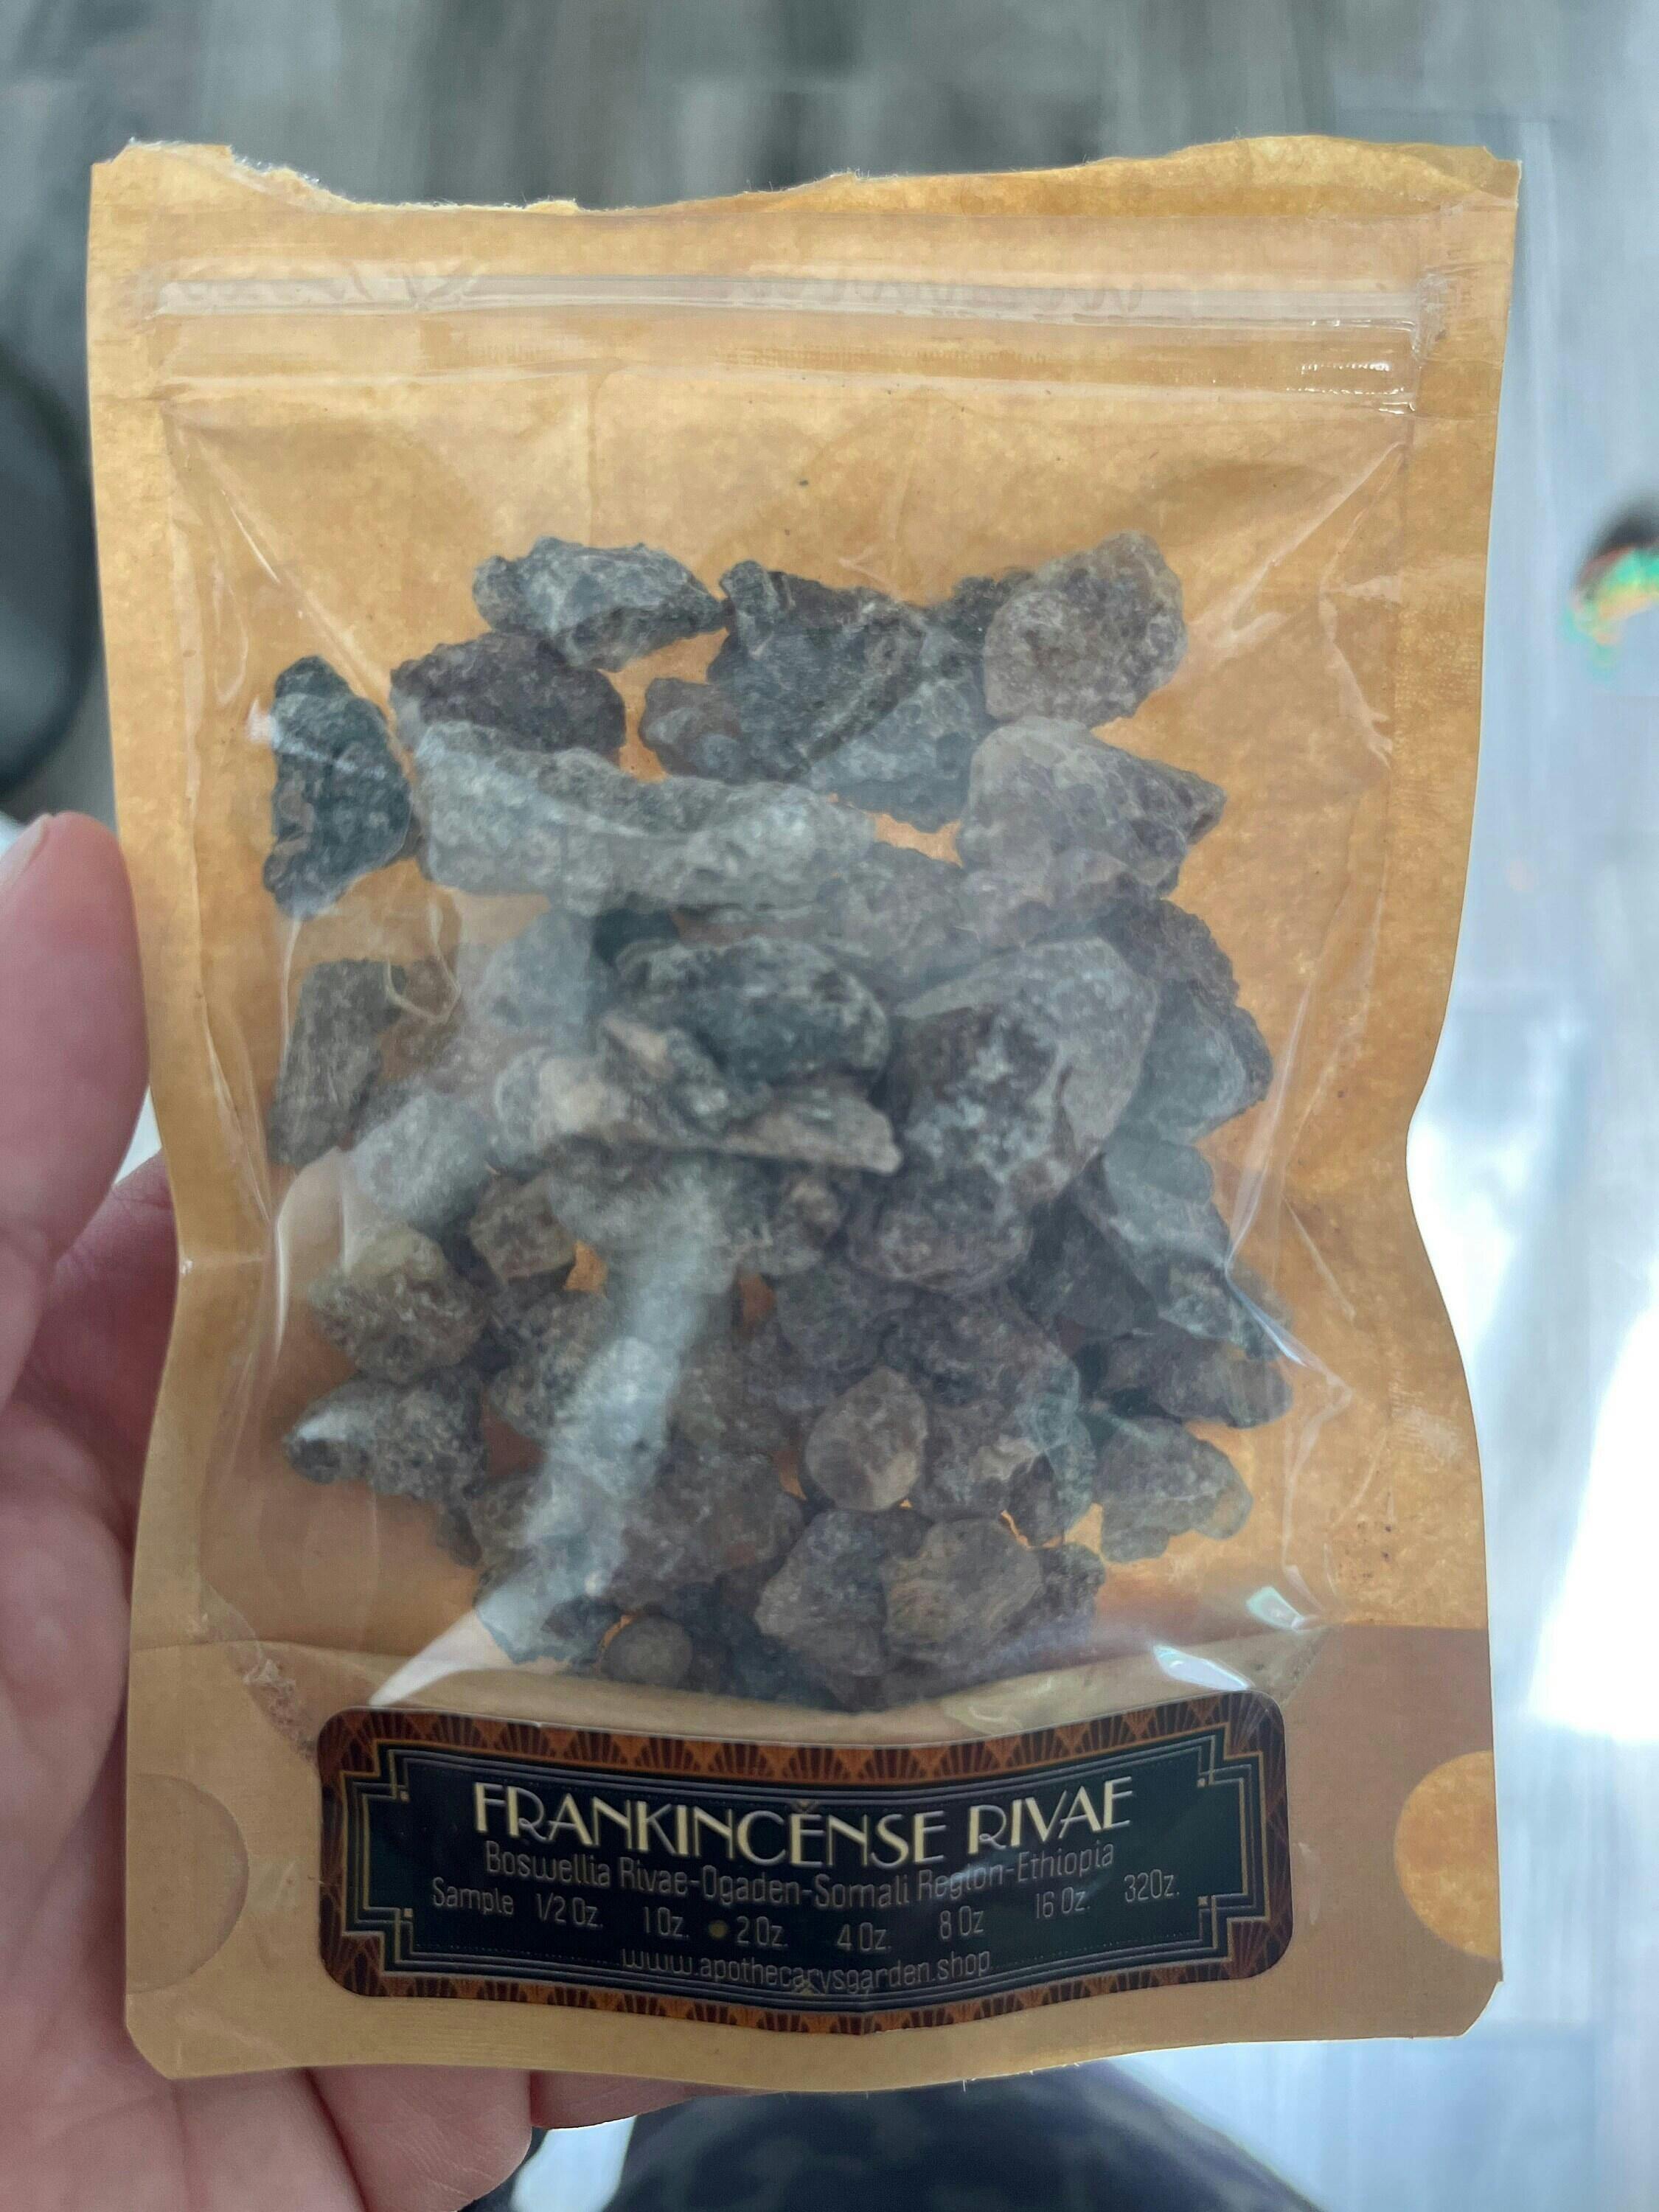 FRANKINCENSE RIVAE
Boswellia Rivae-Ogaden-Somali Region-Ethiopia
Sample 1/2 Oz. 1 Oz. 2 Oz. 4 Oz. 8 Oz 16 Oz. 32Oz.
www.apothecarysgarden.shop